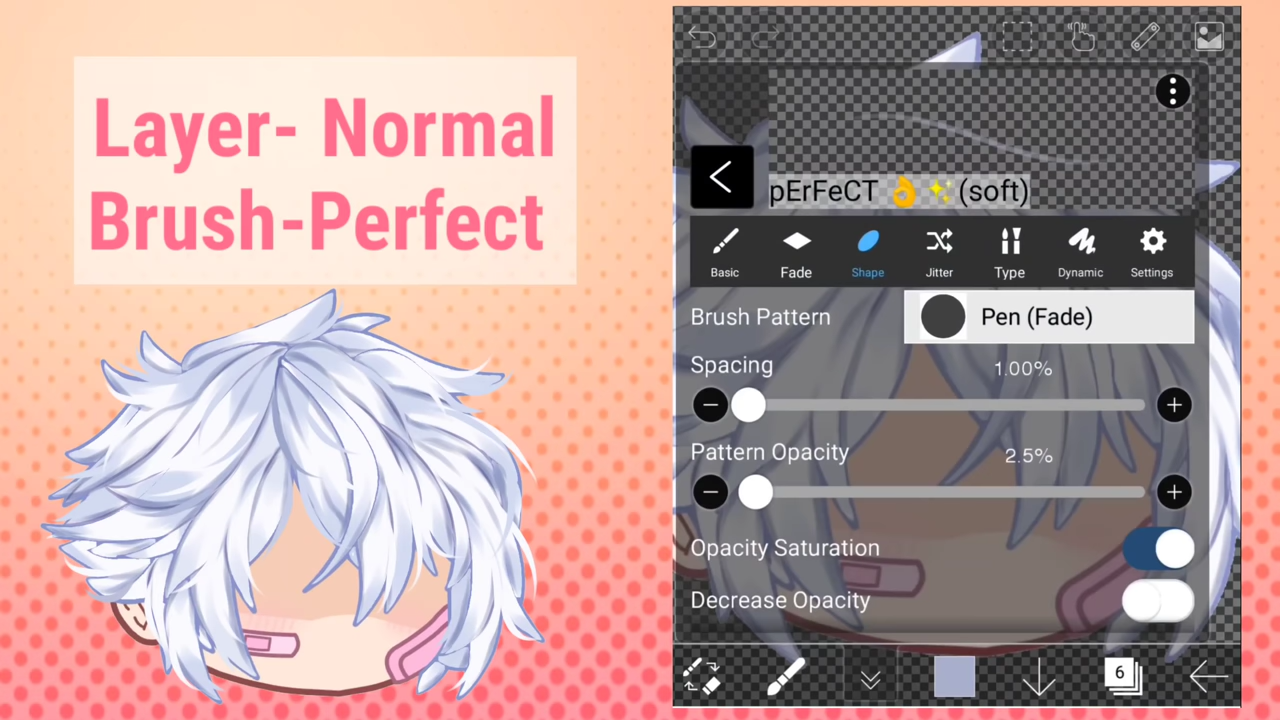 Layer- Normal
Brush-Perfect
pErFeCT 👌✨(soft)
Basic Fade Shape Jitter Type Dynamic Settings
Brush Pattern Pen (Fade)
Spacing 1.00%
Pattern Opacity 2.5%
Opacity Saturation
Decrease Opacity
6